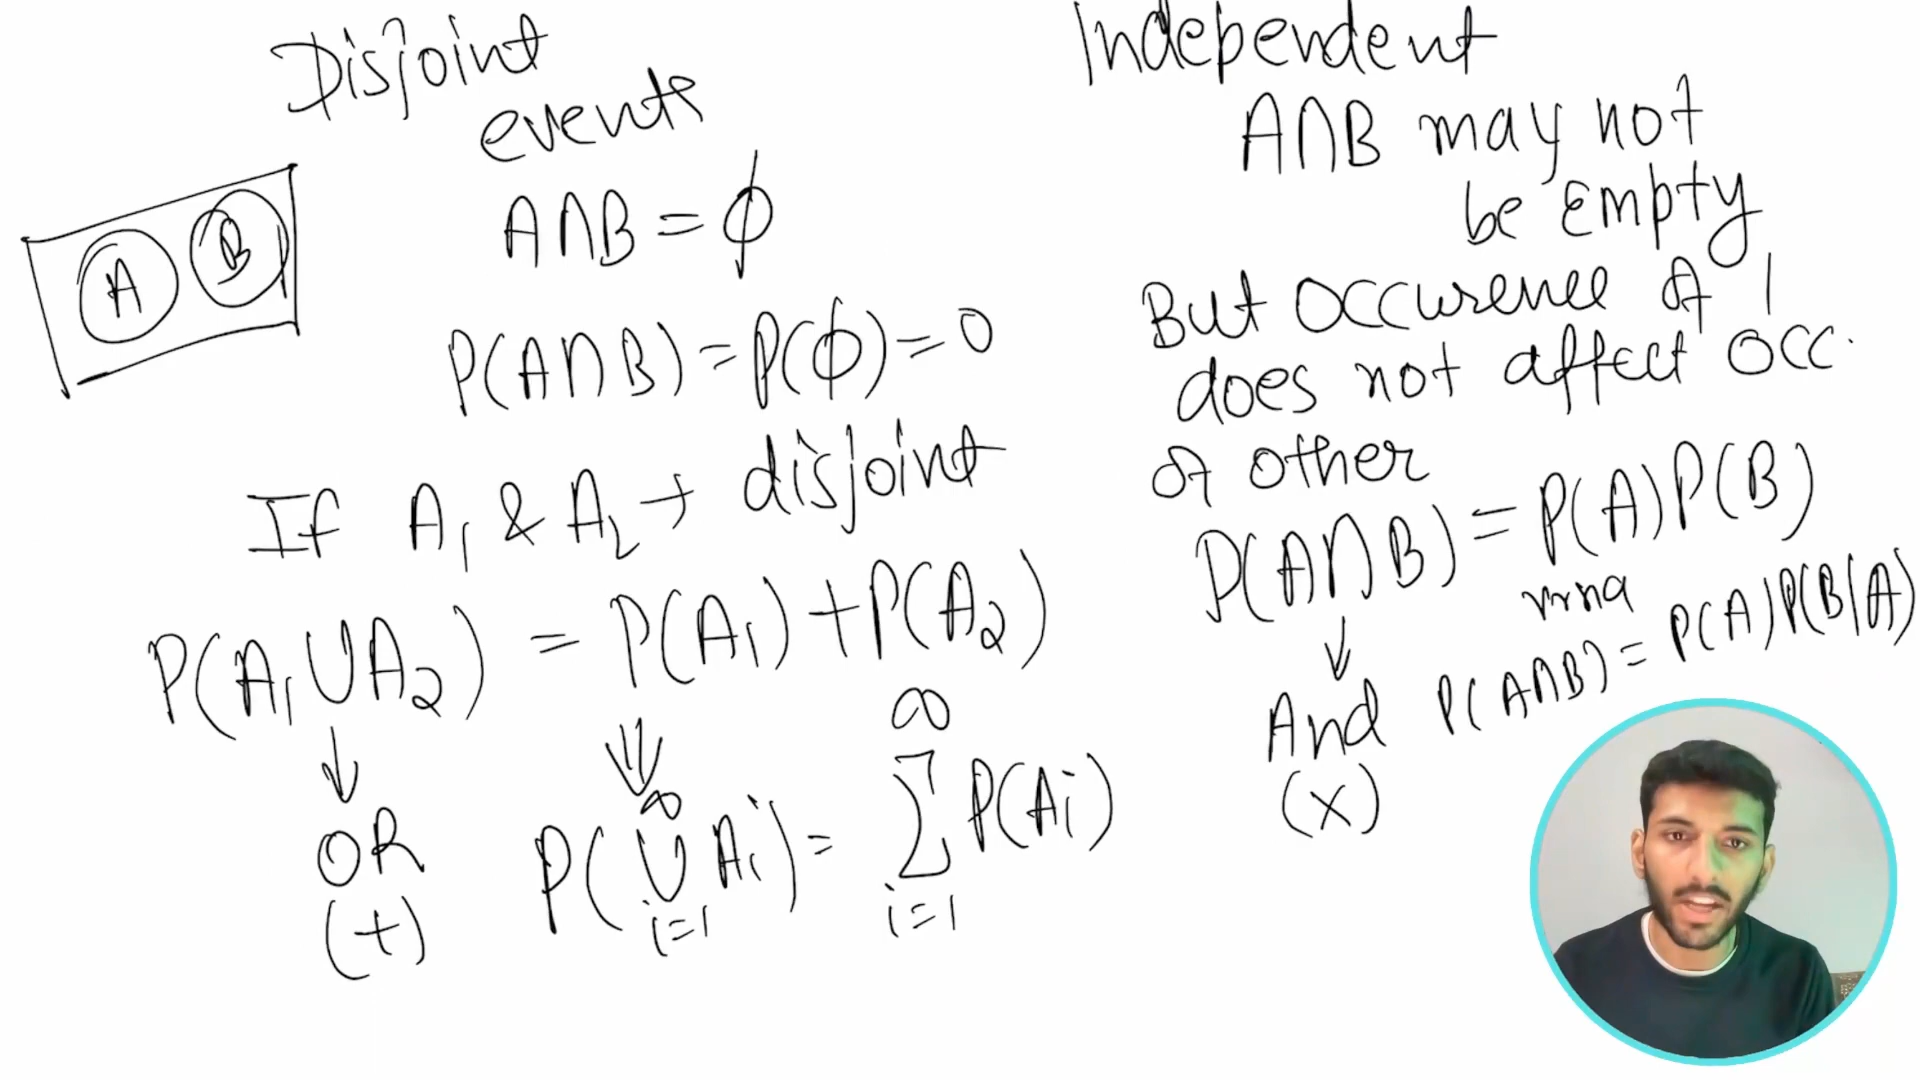 Disjoint
events
A∩B = ϕ
A B
P(A∩B) = P(ϕ) = 0
If A₁ & A₂ → disjoint
P(A₁∪A₂) = P(A₁) + P(A₂)
↓
OR
(+)
P(∞∪i=1 Ai) = ∞∑i=1 P(Ai)
Independent
A∩B may not
be empty
But occurence of 1
does not affect occ.
of other
P(A∩B) = P(A)P(B)
↓
And
(×)
P(A∩B) = P(A)P(B|A)